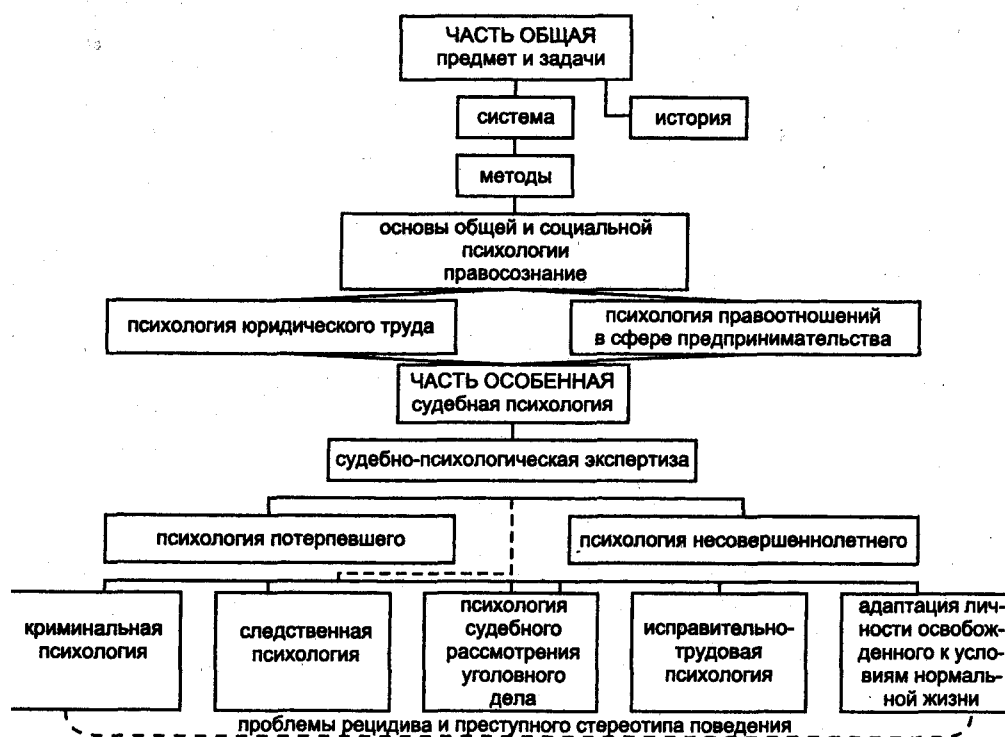 ЧАСТЬ ОБЩАЯ
предмет и задачи
система
история
методы
основы общей и социальной
психологии
правосознание
психология юридического труда
психология правоотношений
в сфере предпринимательства
ЧАСТЬ ОСОБЕННАЯ
судебная психология
судебно-психологическая экспертиза
психология потерпевшего
психология несовершеннолетнего
криминальная
психология
следственная
психология
психология
судебного
рассмотрения
уголовного
дела
исправительно-
трудовая
психология
адаптация лич-
ности освобож-
денного к усло-
виям нормаль-
ной жизни
проблемы рецидива и преступного стереотипа поведения